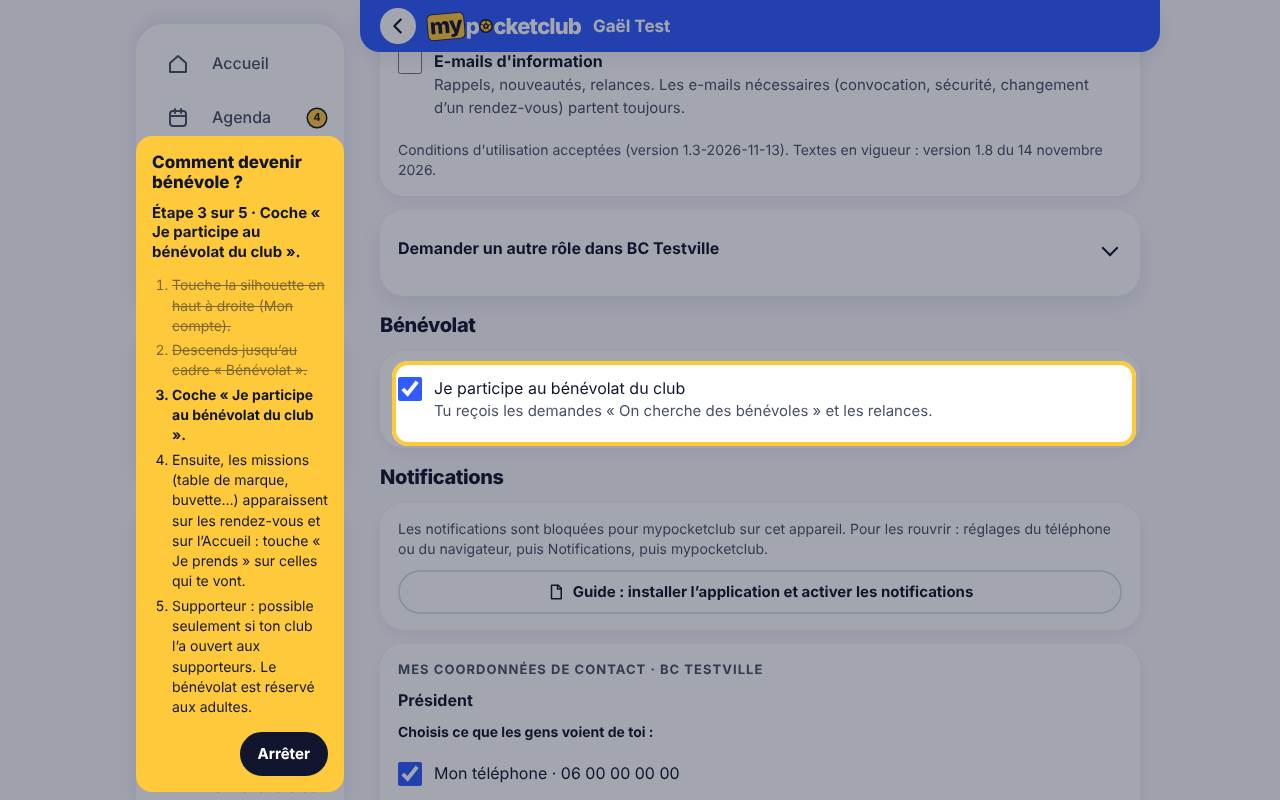 Accueil
Agenda
4
Comment devenir
bénévole ?
Étape 3 sur 5 · Coche «
Je participe au
bénévolat du club ».
1. Touche la silhouette en
haut à droite (Mon
compte).
2. Descends jusqu’au
cadre « Bénévolat ».
3. Coche « Je participe
au bénévolat du club
».
4. Ensuite, les missions
(table de marque,
buvette…) apparaissent
sur les rendez-vous et
sur l’Accueil : touche «
Je prends » sur celles
qui te vont.
5. Supporteur : possible
seulement si ton club
l’a ouvert aux
supporteurs. Le
bénévolat est réservé
aux adultes.
Arrêter
mypocketclub Gaël Test
E-mails d'information
Rappels, nouveautés, relances. Les e-mails nécessaires (convocation, sécurité, changement
d’un rendez-vous) partent toujours.
Conditions d'utilisation acceptées (version 1.3-2026-11-13). Textes en vigueur : version 1.8 du 14 novembre
2026.
Demander un autre rôle dans BC Testville
Bénévolat
Je participe au bénévolat du club
Tu reçois les demandes « On cherche des bénévoles » et les relances.
Notifications
Les notifications sont bloquées pour mypocketclub sur cet appareil. Pour les rouvrir : réglages du téléphone
ou du navigateur, puis Notifications, puis mypocketclub.
Guide : installer l’application et activer les notifications
MES COORDONNÉES DE CONTACT · BC TESTVILLE
Président
Choisis ce que les gens voient de toi :
Mon téléphone · 06 00 00 00 00